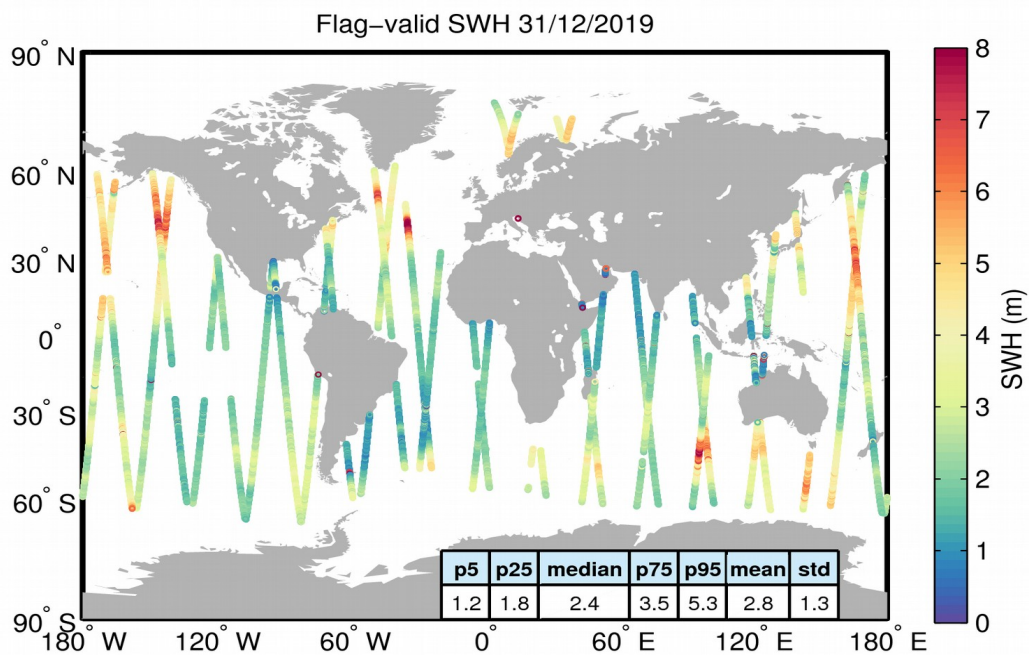 Flag−valid SWH 31/12/2019
90° N
60° N
30° N
0°
30° S
60° S
90° S
180° W
120° W
60° W
0°
60° E
120° E
180° E
8
7
6
5
4
3
2
1
0
SWH (m)
p5 p25 median p75 p95 mean std
1.2 1.8 2.4 3.5 5.3 2.8 1.3